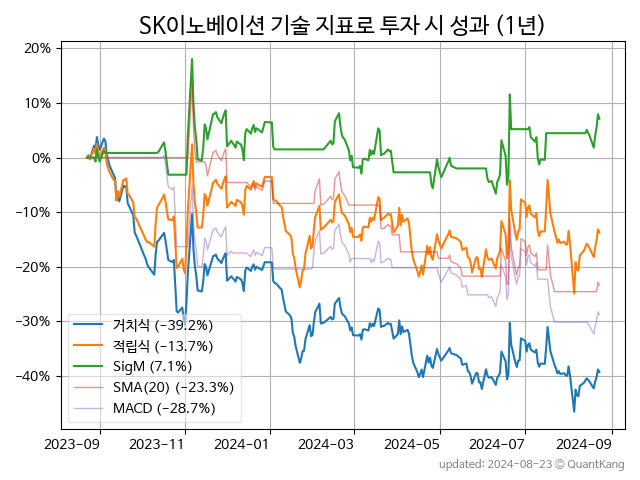 SK이노베이션 기술 지표로 투자 시 성과 (1년)
20%
10%
0%
−10%
−20%
−30%
−40%
거치식 (−39.2%)
적립식 (−13.7%)
SigM (7.1%)
SMA(20) (−23.3%)
MACD (−28.7%)
2023-09 2023-11 2024-01 2024-03 2024-05 2024-07 2024-09
updated: 2024-08-23 © QuantKang